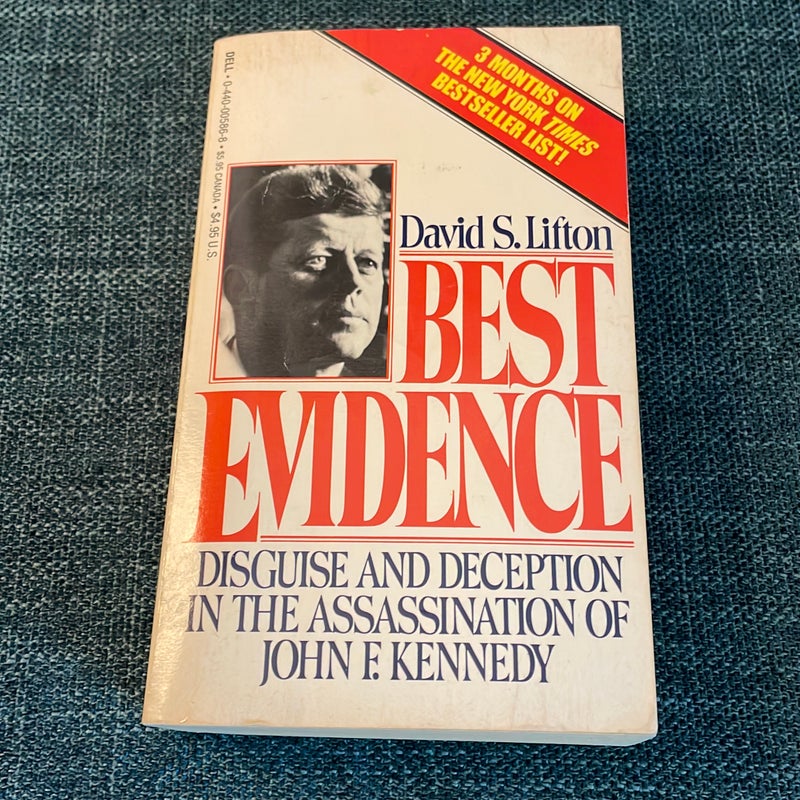 DELL • 0-440-00586-8 • $5.95 CANADA • $4.95 U.S.
3 MONTHS ON
THE NEW YORK TIMES
BESTSELLER LIST!
David S. Lifton
BEST
EVIDENCE
DISGUISE AND DECEPTION
IN THE ASSASSINATION OF
JOHN F. KENNEDY